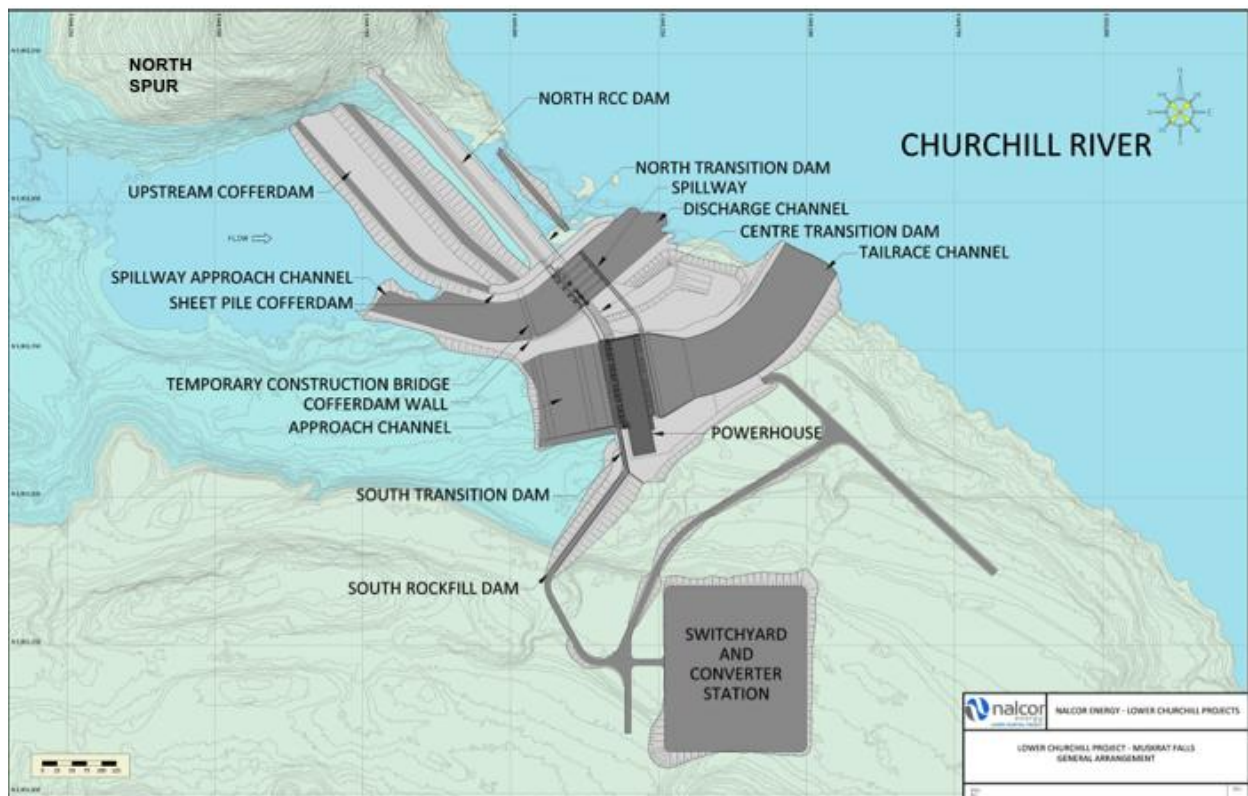 NORTH
SPUR
NORTH RCC DAM
CHURCHILL RIVER
NORTH TRANSITION DAM
SPILLWAY
UPSTREAM COFFERDAM
DISCHARGE CHANNEL
CENTRE TRANSITION DAM
FLOW
TAILRACE CHANNEL
SPILLWAY APPROACH CHANNEL
SHEET PILE COFFERDAM
TEMPORARY CONSTRUCTION BRIDGE
COFFERDAM WALL
APPROACH CHANNEL
POWERHOUSE
SOUTH TRANSITION DAM
SOUTH ROCKFILL DAM
SWITCHYARD
AND
CONVERTER
STATION
nalcor
energy
NALCOR ENERGY - LOWER CHURCHILL PROJECTS
LOWER CHURCHILL PROJECT - MUSKRAT FALLS
GENERAL ARRANGEMENT